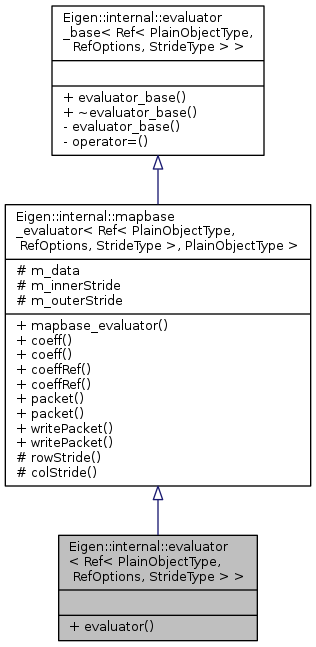 Eigen::internal::evaluator
_base< Ref< PlainObjectType,
RefOptions, StrideType > >
+ evaluator_base()
+ ~evaluator_base()
- evaluator_base()
- operator=()
Eigen::internal::mapbase
_evaluator< Ref< PlainObjectType,
RefOptions, StrideType >, PlainObjectType >
# m_data
# m_innerStride
# m_outerStride
+ mapbase_evaluator()
+ coeff()
+ coeff()
+ coeffRef()
+ coeffRef()
+ packet()
+ packet()
+ writePacket()
+ writePacket()
# rowStride()
# colStride()
Eigen::internal::evaluator
< Ref< PlainObjectType,
RefOptions, StrideType > >
+ evaluator()